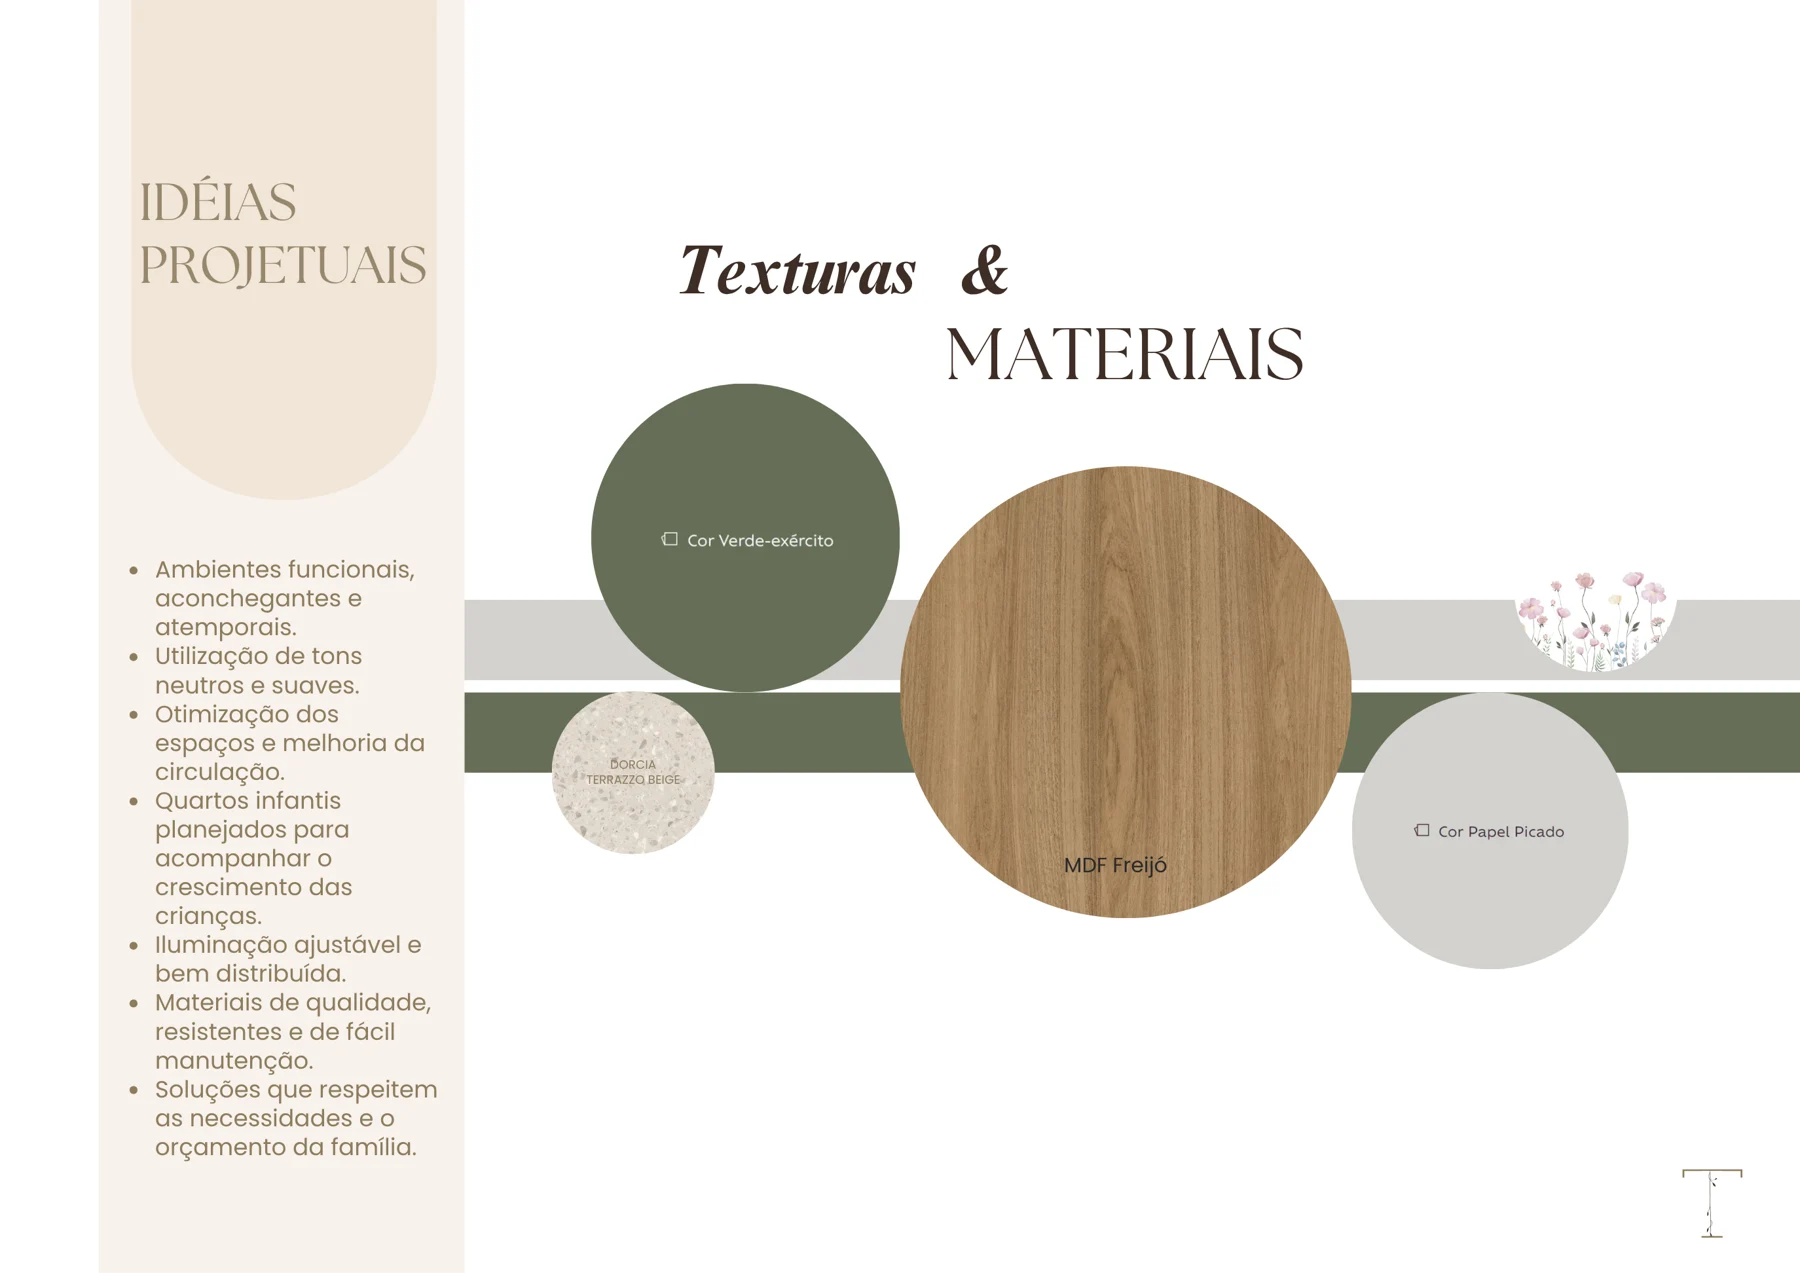 IDÉIAS
PROJETUAIS
• Ambientes funcionais,
aconchegantes e
atemporais.
• Utilização de tons
neutros e suaves.
• Otimização dos
espaços e melhoria da
circulação.
• Quartos infantis
planejados para
acompanhar o
crescimento das
crianças.
• Iluminação ajustável e
bem distribuída.
• Materiais de qualidade,
resistentes e de fácil
manutenção.
• Soluções que respeitem
as necessidades e o
orçamento da família.
Texturas &
MATERIAIS
Cor Verde-exército
DORCIA
TERRAZZO BEIGE
MDF Freijó
Cor Papel Picado
T